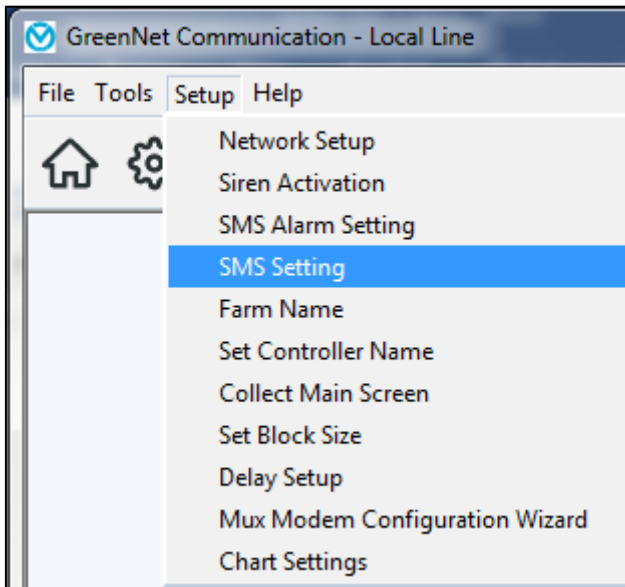 GreenNet Communication - Local Line
File Tools Setup Help
Network Setup
Siren Activation
SMS Alarm Setting
SMS Setting
Farm Name
Set Controller Name
Collect Main Screen
Set Block Size
Delay Setup
Mux Modem Configuration Wizard
Chart Settings